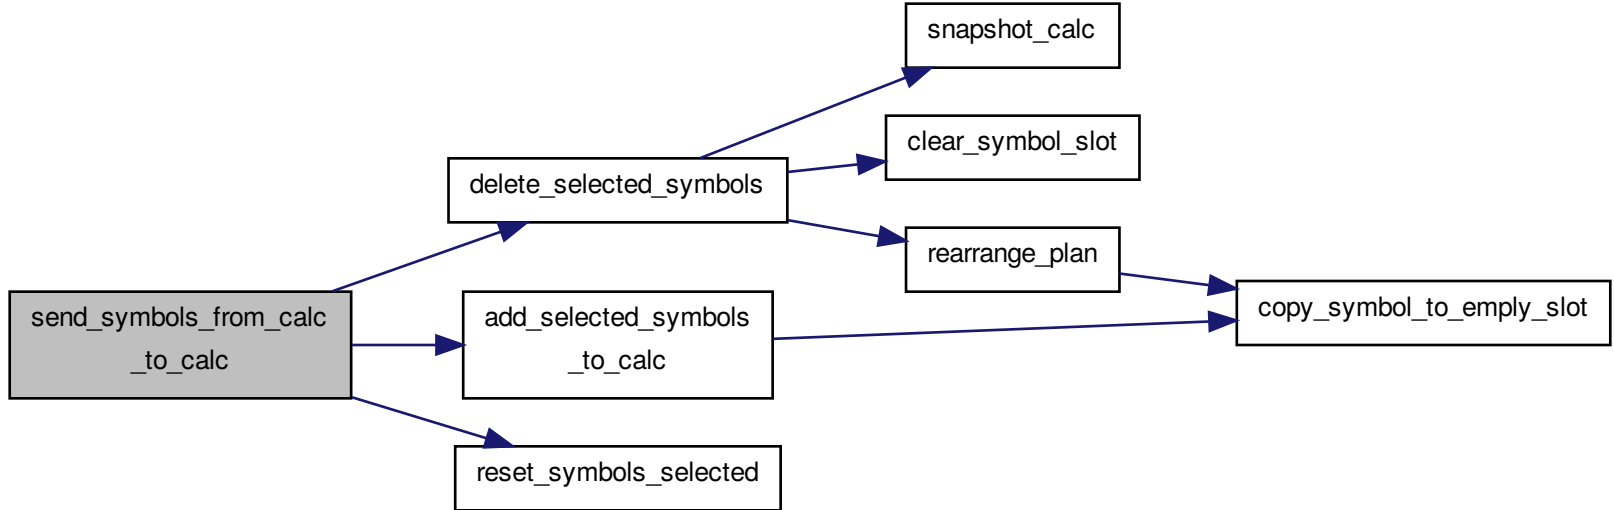 snapshot_calc
clear_symbol_slot
delete_selected_symbols
rearrange_plan
send_symbols_from_calc
_to_calc
add_selected_symbols
_to_calc
copy_symbol_to_emply_slot
reset_symbols_selected